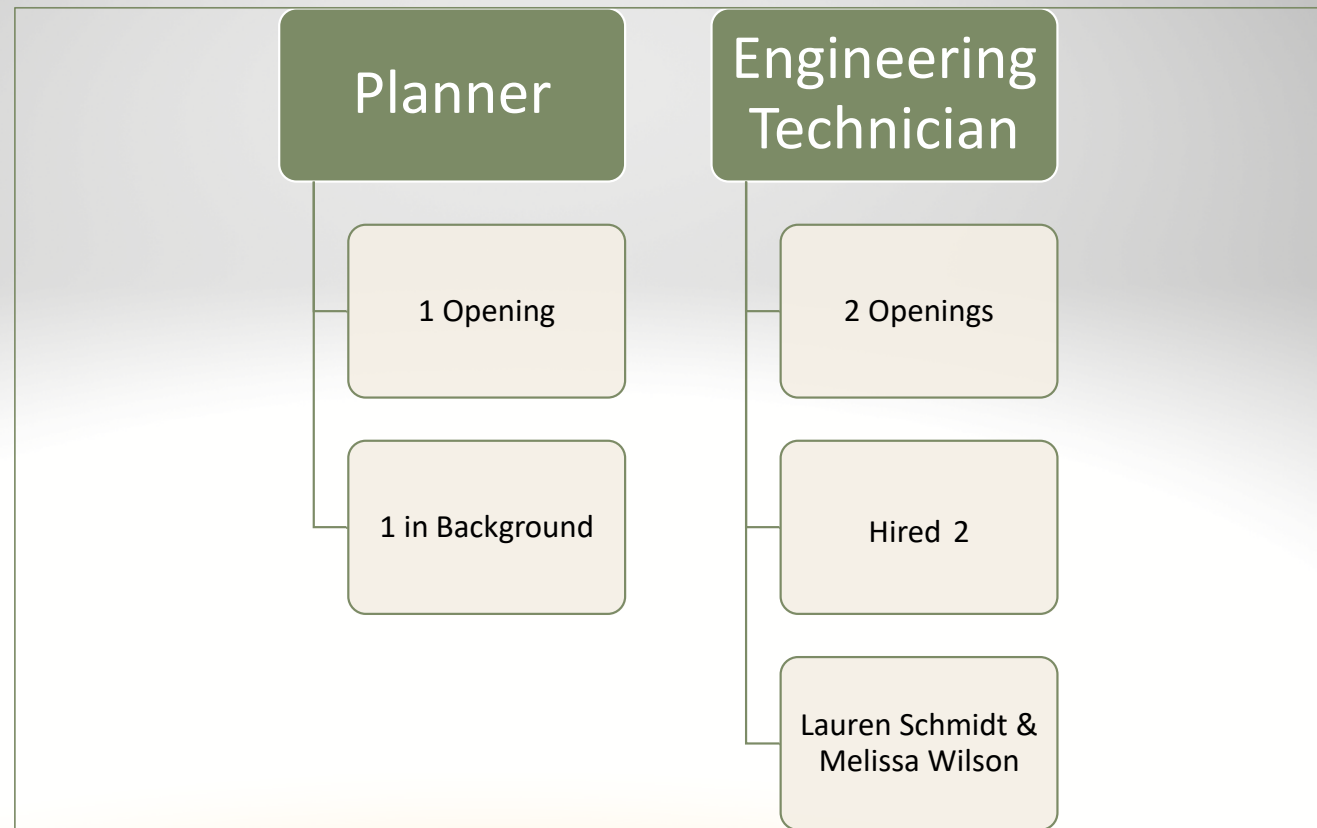 Planner
1 Opening
1 in Background
Engineering
Technician
2 Openings
Hired 2
Lauren Schmidt &
Melissa Wilson